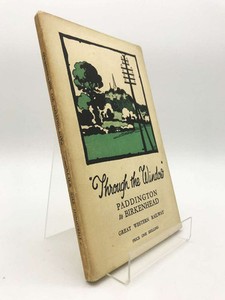 "Through the Window"
PADDINGTON
to BIRKENHEAD
GREAT WESTERN RAILWAY
PRICE ONE SHILLING